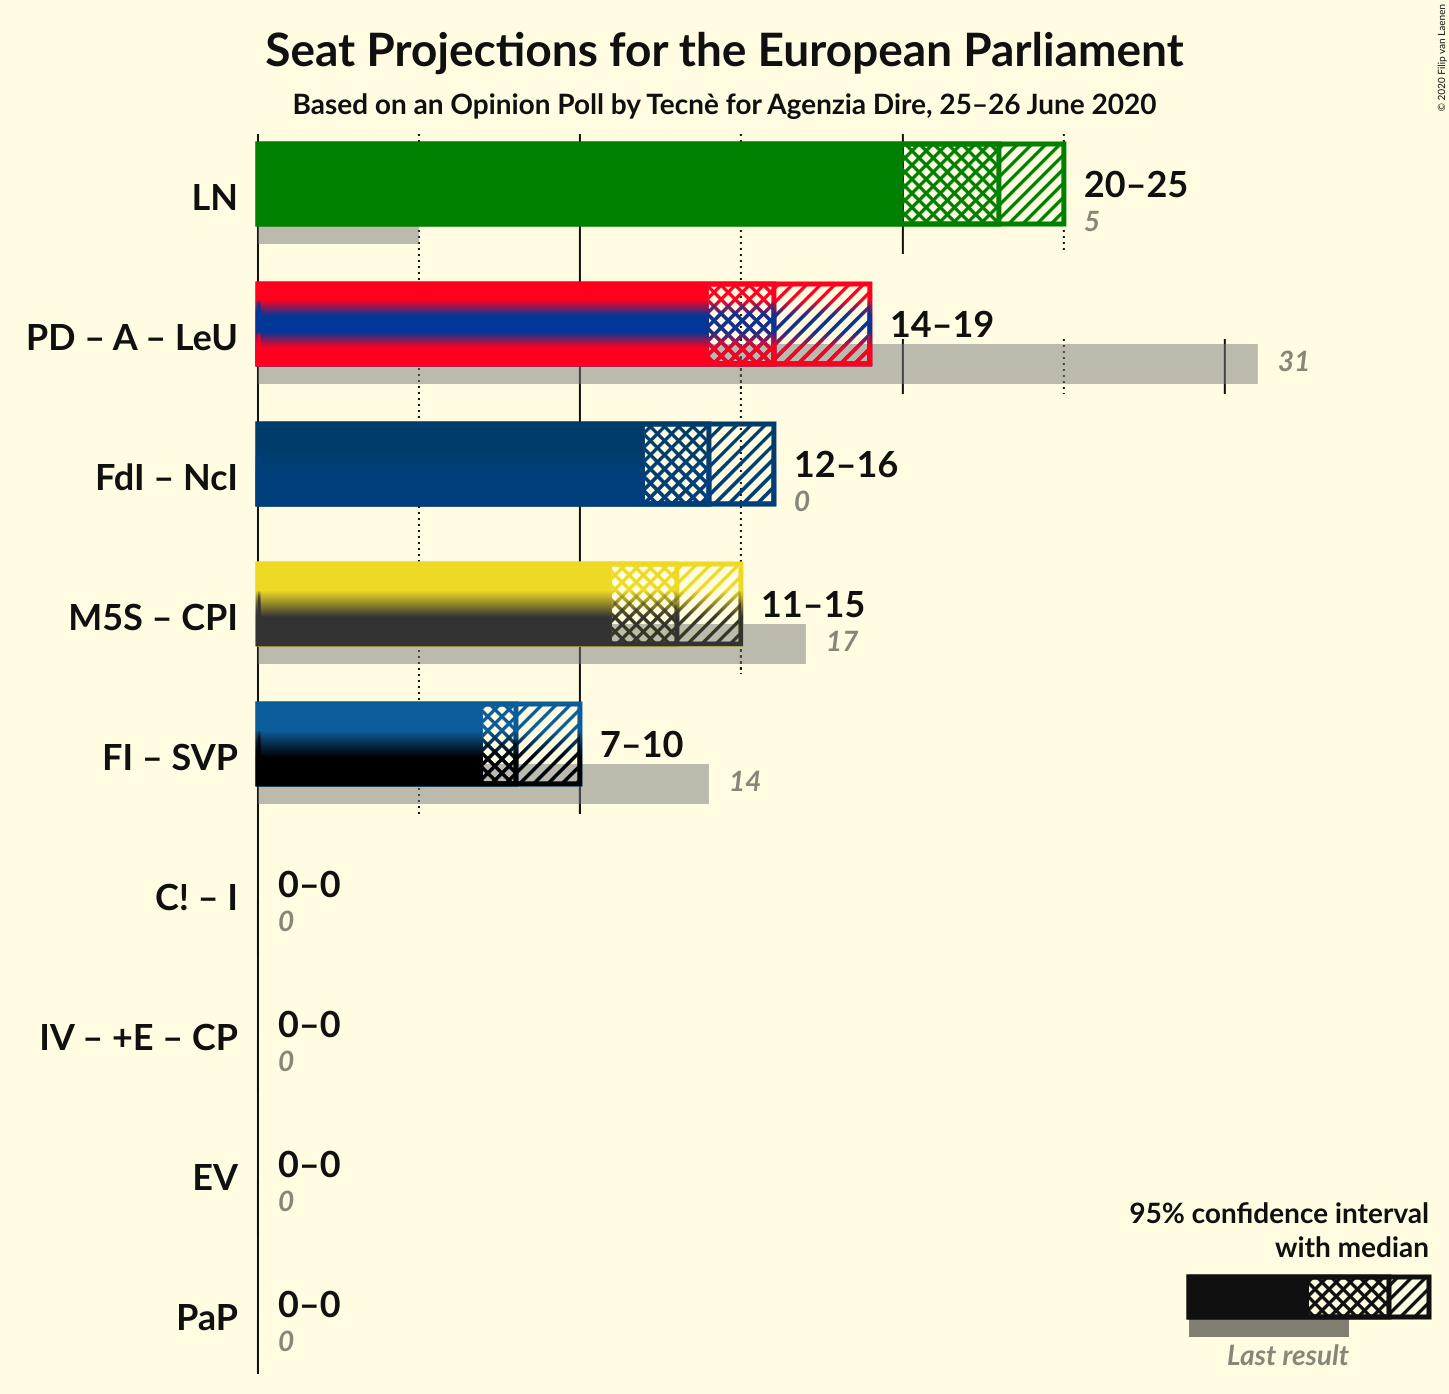 Seat Projections for the European Parliament
Based on an Opinion Poll by Tecnè for Agenzia Dire, 25–26 June 2020
© 2020 Filip van Laenen
LN
20–25
5
PD – A – LeU
14–19
31
FdI – NcI
12–16
0
M5S – CPI
11–15
17
FI – SVP
7–10
14
C! – I
0–0
0
IV – +E – CP
0–0
0
EV
0–0
0
PaP
0–0
0
95% confidence interval
with median
Last result